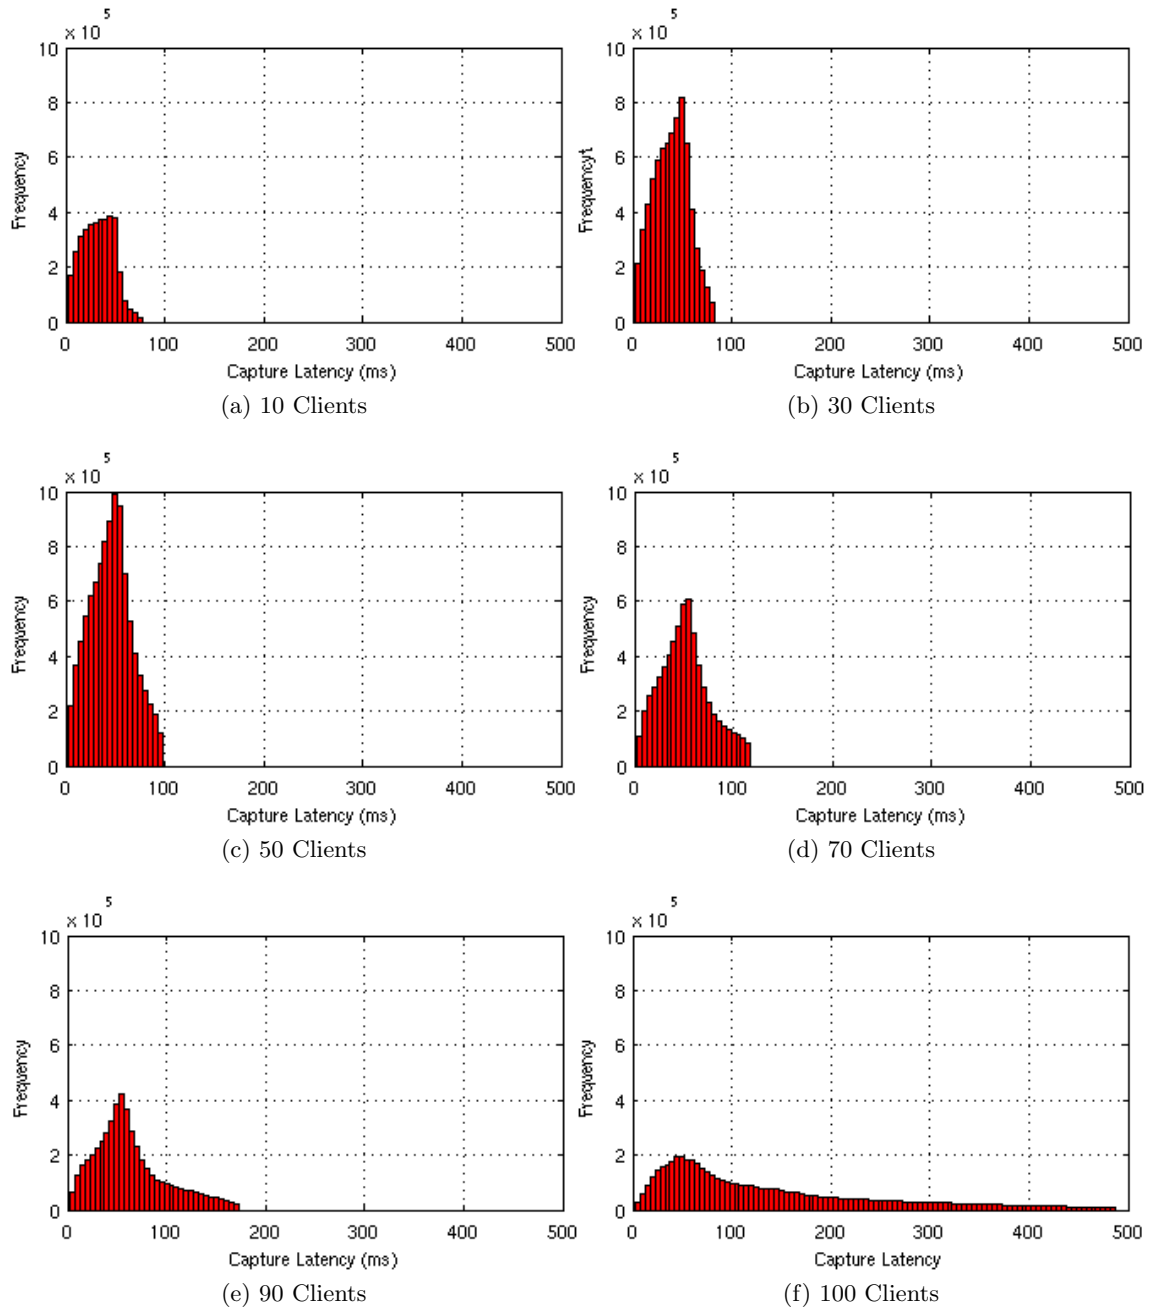 × 10 5
10
8
6
4
2
0
Frequency
0 100 200 300 400 500
Capture Latency (ms)
(a) 10 Clients
× 10 5
10
8
6
4
2
0
Frequencyt
0 100 200 300 400 500
Capture Latency (ms)
(b) 30 Clients
× 10 5
10
8
6
4
2
0
Frequency
0 100 200 300 400 500
Capture Latency (ms)
(c) 50 Clients
× 10 5
10
8
6
4
2
0
Frequency
0 100 200 300 400 500
Capture Latency (ms)
(d) 70 Clients
× 10 5
10
8
6
4
2
0
Frequency
0 100 200 300 400 500
Capture Latency (ms)
(e) 90 Clients
× 10 5
10
8
6
4
2
0
Frequency
0 100 200 300 400 500
Capture Latency
(f) 100 Clients